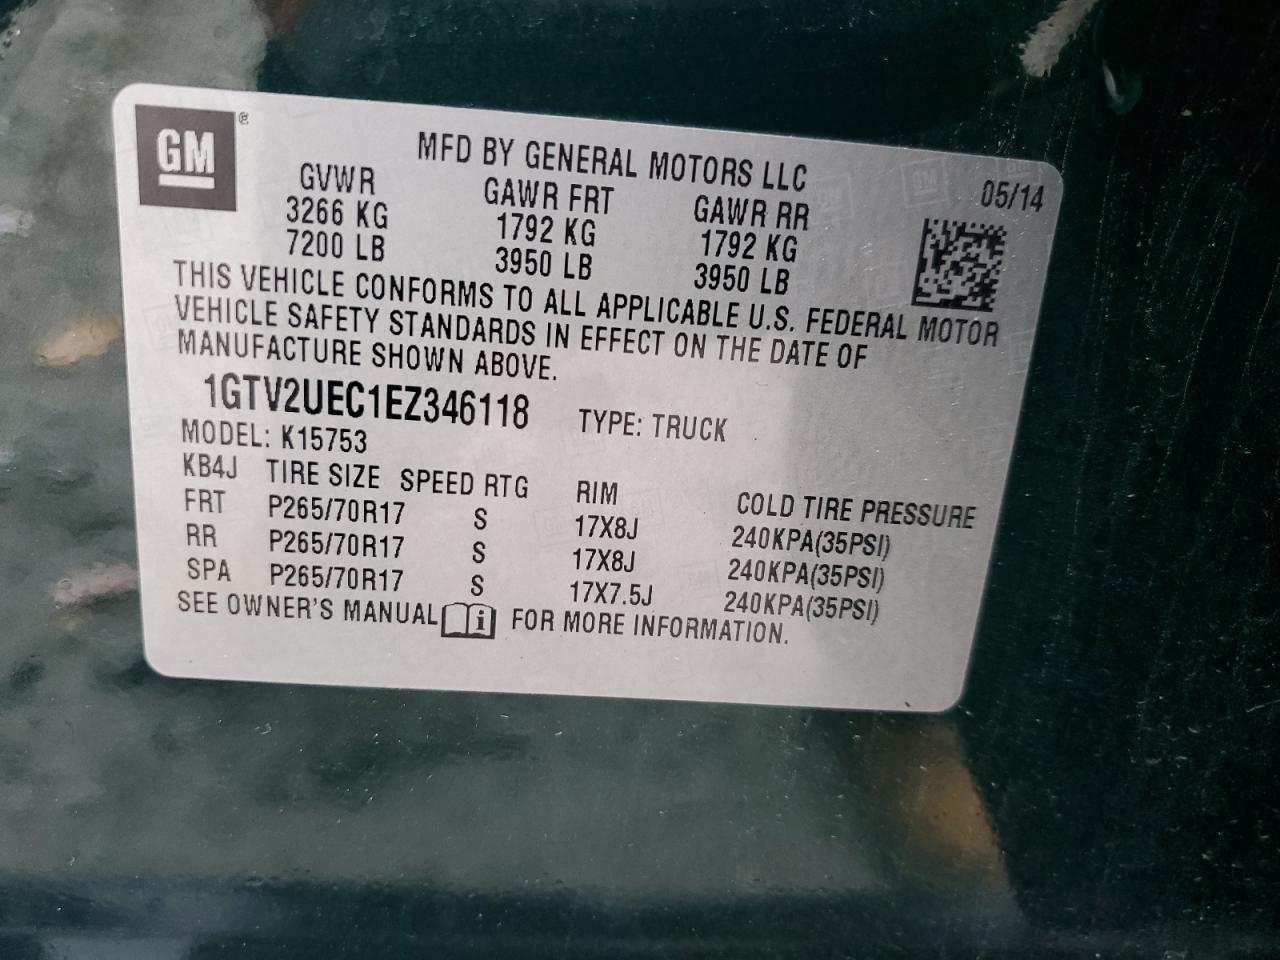 GM ®
MFD BY GENERAL MOTORS LLC
GVWR GAWR FRT GAWR RR 05/14
3266 KG 1792 KG 1792 KG
7200 LB 3950 LB 3950 LB
THIS VEHICLE CONFORMS TO ALL APPLICABLE U.S. FEDERAL MOTOR
VEHICLE SAFETY STANDARDS IN EFFECT ON THE DATE OF
MANUFACTURE SHOWN ABOVE.
1GTV2UEC1EZ346118 TYPE: TRUCK
MODEL: K15753
KB4J TIRE SIZE SPEED RTG RIM COLD TIRE PRESSURE
FRT P265/70R17 S 17X8J 240KPA(35PSI)
RR P265/70R17 S 17X8J 240KPA(35PSI)
SPA P265/70R17 S 17X7.5J 240KPA(35PSI)
SEE OWNER'S MANUAL i FOR MORE INFORMATION.